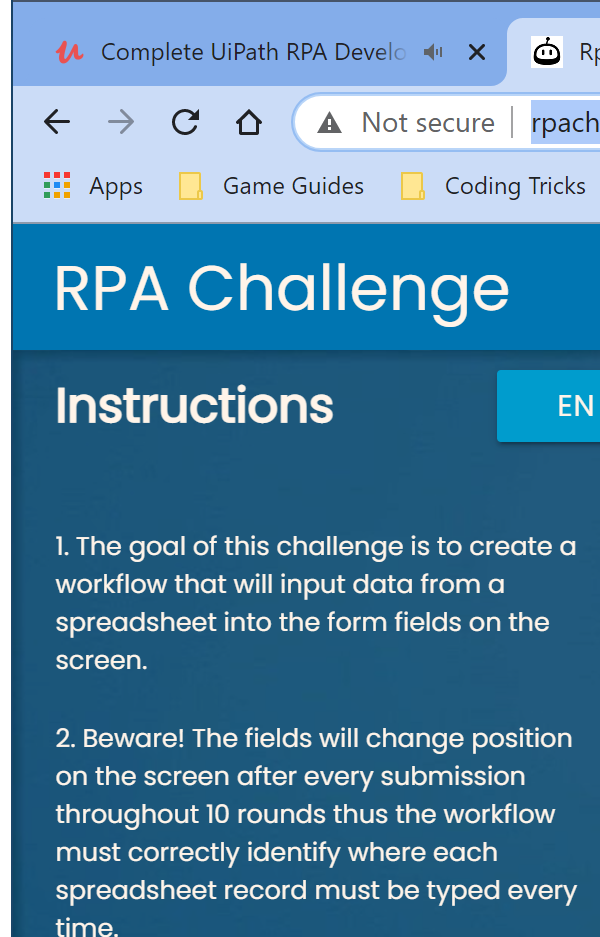 Complete UiPath RPA Develo
Not secure
rpach
Apps Game Guides Coding Tricks
RPA Challenge
Instructions
EN
1. The goal of this challenge is to create a
workflow that will input data from a
spreadsheet into the form fields on the
screen.
2. Beware! The fields will change position
on the screen after every submission
throughout 10 rounds thus the workflow
must correctly identify where each
spreadsheet record must be typed every
time.